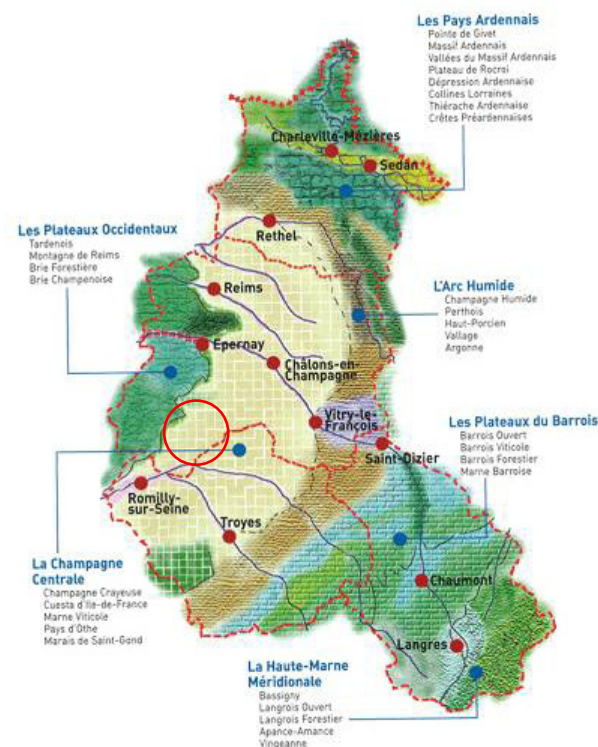 Les Pays Ardennais
Pointe de Givet
Massif Ardennais
Vallées du Massif Ardennais
Plateau de Rocroi
Dépression Ardennaise
Collines Lorraines
Thiérache Ardennaise
Crêtes Préardennaises
Charleville-Mézières
Sedan
Rethel
Les Plateaux Occidentaux
Tardenois
Montagne de Reims
Brie Forestière
Brie Champenoise
Reims
L'Arc Humide
Champagne Humide
Perthois
Haut-Porcien
Vallage
Argonne
Epernay
Châlons-en-
Champagne
Vitry-le-
François
Saint-Dizier
Les Plateaux du Barrois
Barrois Ouvert
Barrois Viticole
Barrois Forestier
Marne Barroise
Romilly-
sur-Seine
Troyes
La Champagne
Centrale
Champagne Crayeuse
Cuesta d'Ile-de-France
Marne Viticole
Pays d'Othe
Marais de Saint-Gond
Chaumont
Langres
La Haute-Marne
Méridionale
Bassigny
Langrois Ouvert
Langrois Forestier
Apance-Amance
Vingeanne